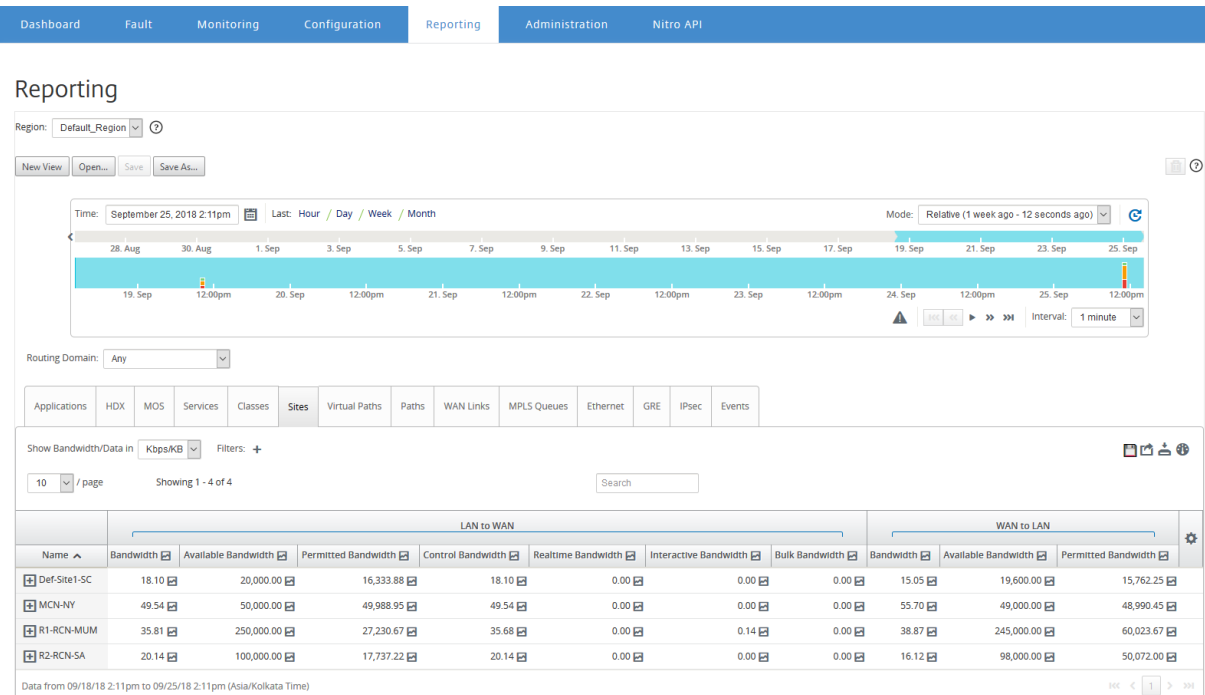 Dashboard Fault Monitoring Configuration Reporting Administration Nitro API
Reporting
Region: Default_Region ?
New View Open... Save Save As... ?
Time: September 25, 2018 2:11pm Last: Hour / Day / Week / Month Mode: Relative (1 week ago - 12 seconds ago)
28. Aug 30. Aug 1. Sep 3. Sep 5. Sep 7. Sep 9. Sep 11. Sep 13. Sep 15. Sep 17. Sep 19. Sep 21. Sep 23. Sep 25. Sep
19. Sep 12:00pm 20. Sep 12:00pm 21. Sep 12:00pm 22. Sep 12:00pm 23. Sep 12:00pm 24. Sep 12:00pm 25. Sep 12:00pm
Interval: 1 minute
Routing Domain: Any
Applications HDX MOS Services Classes Sites Virtual Paths Paths WAN Links MPLS Queues Ethernet GRE IPsec Events
Show Bandwidth/Data in Kbps/KB Filters: +
10 / page Showing 1 - 4 of 4 Search
LAN to WAN WAN to LAN
Name Bandwidth Available Bandwidth Permitted Bandwidth Control Bandwidth Realtime Bandwidth Interactive Bandwidth Bulk Bandwidth Bandwidth Available Bandwidth Permitted Bandwidth
Def-Site1-SC 18.10 20,000.00 16,333.88 18.10 0.00 0.00 0.00 15.05 19,600.00 15,762.25
MCN-NY 49.54 50,000.00 49,988.95 49.54 0.00 0.00 0.00 55.70 49,000.00 48,990.45
R1-RCN-MUM 35.81 250,000.00 27,230.67 35.68 0.00 0.14 0.00 38.87 245,000.00 60,023.67
R2-RCN-SA 20.14 100,000.00 17,737.22 20.14 0.00 0.00 0.00 16.12 98,000.00 50,072.00
Data from 09/18/18 2:11pm to 09/25/18 2:11pm (Asia/Kolkata Time) 1